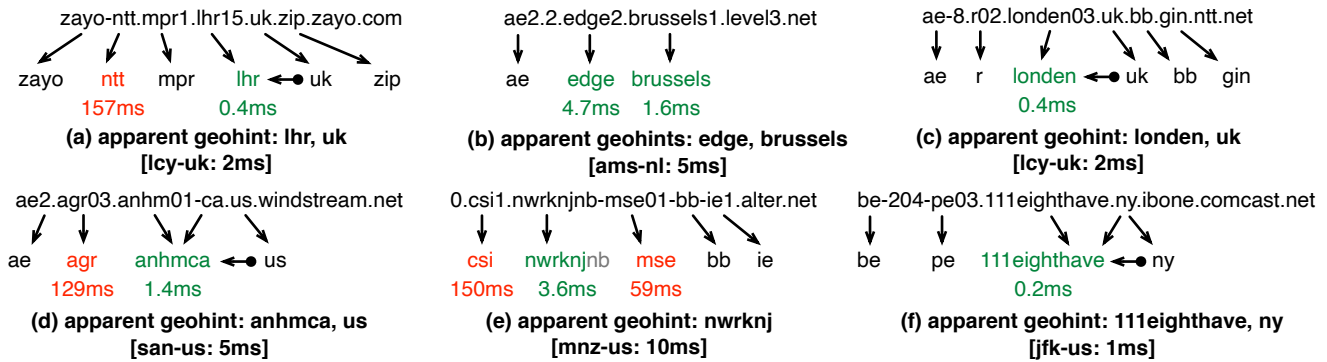 zayo-ntt.mpr1.lhr15.uk.zip.zayo.com
zayo ntt mpr lhr uk zip
157ms 0.4ms
(a) apparent geohint: lhr, uk
[lcy-uk: 2ms]
ae2.2.edge2.brussels1.level3.net
ae edge brussels
4.7ms 1.6ms
(b) apparent geohints: edge, brussels
[ams-nl: 5ms]
ae-8.r02.londen03.uk.bb.gin.ntt.net
ae r londen uk bb gin
0.4ms
(c) apparent geohint: londen, uk
[lcy-uk: 2ms]
ae2.agr03.anhm01-ca.us.windstream.net
ae agr anhmca us
129ms 1.4ms
(d) apparent geohint: anhmca, us
[san-us: 5ms]
0.csi1.nwrknjnb-mse01-bb-ie1.alter.net
csi nwrknjnb mse bb ie
150ms 3.6ms 59ms
(e) apparent geohint: nwrknj
[mnz-us: 10ms]
be-204-pe03.111eighthave.ny.ibone.comcast.net
be pe 111eighthave ny
0.2ms
(f) apparent geohint: 111eighthave, ny
[jfk-us: 1ms]